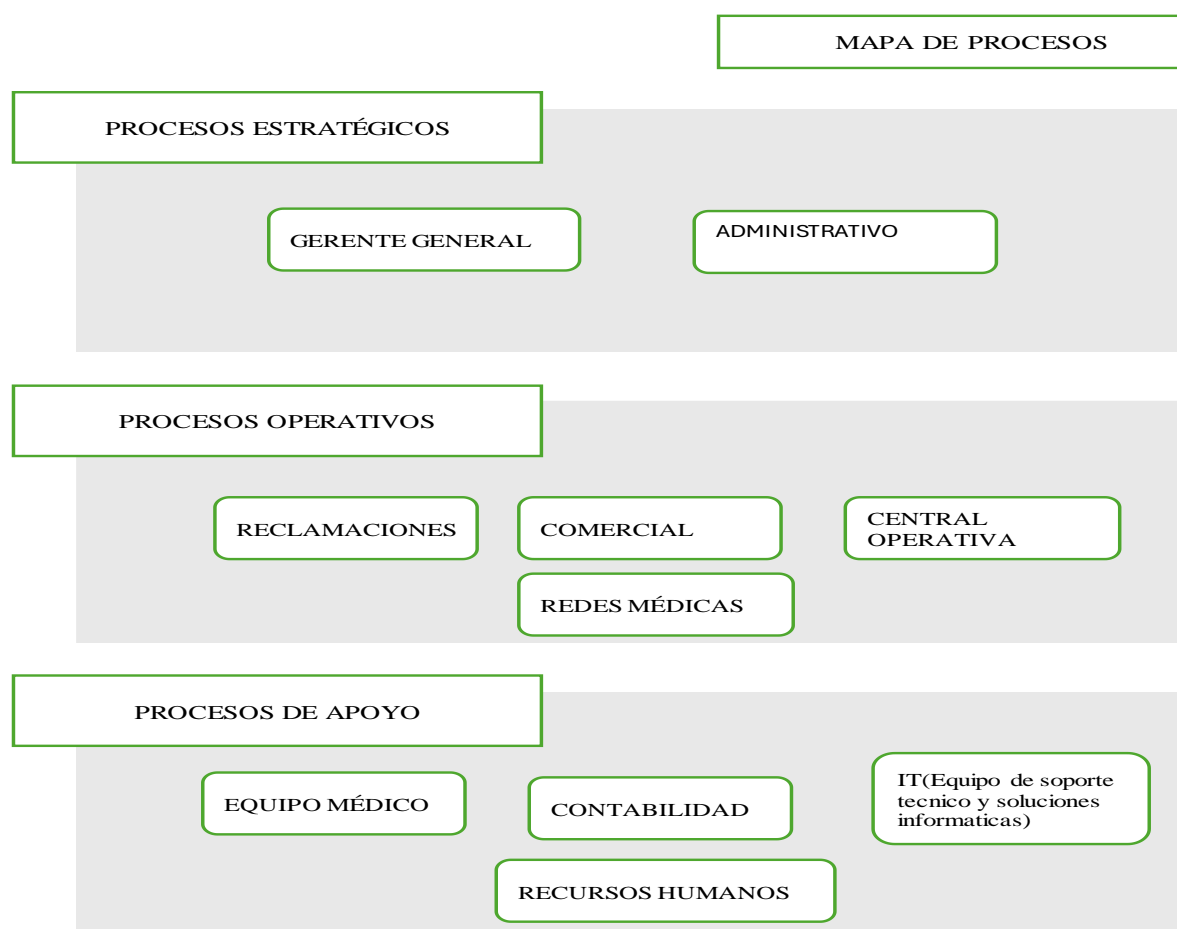 MAPA DE PROCESOS
PROCESOS ESTRATÉGICOS
GERENTE GENERAL
ADMINISTRATIVO
PROCESOS OPERATIVOS
RECLAMACIONES
COMERCIAL
CENTRAL
OPERATIVA
REDES MÉDICAS
PROCESOS DE APOYO
EQUIPO MÉDICO
CONTABILIDAD
IT(Equipo de soporte
tecnico y soluciones
informaticas)
RECURSOS HUMANOS